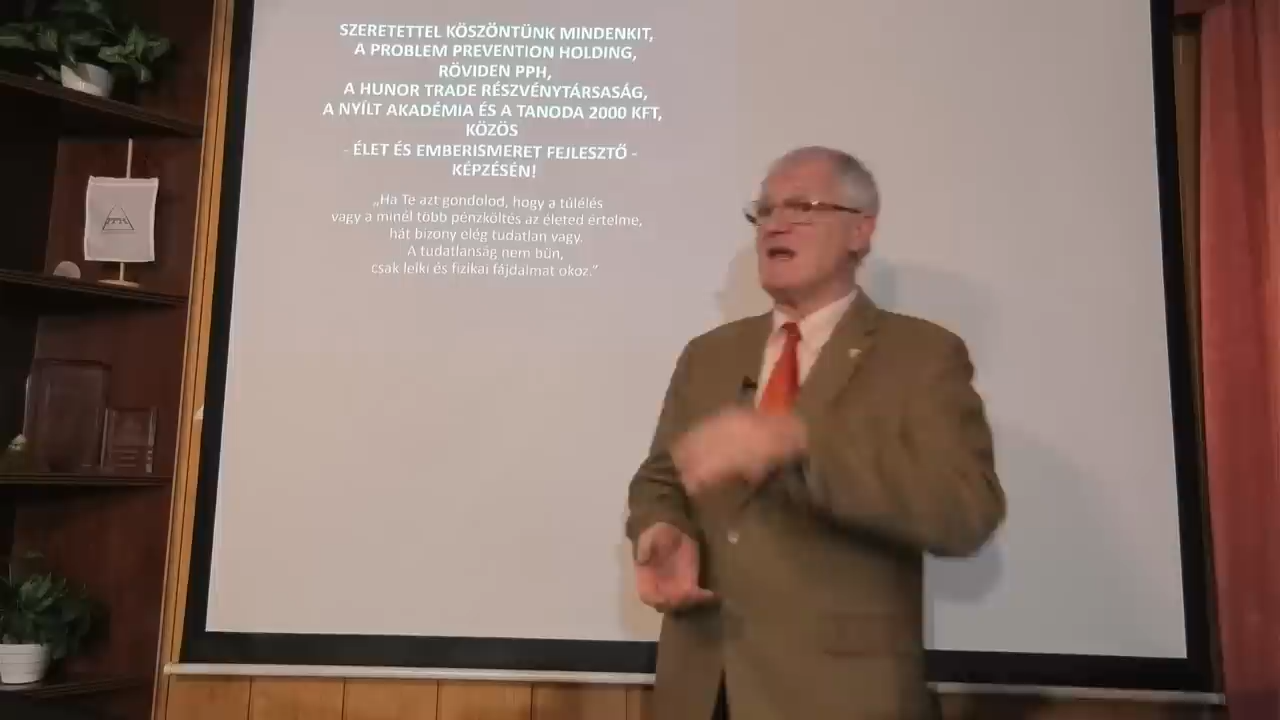 SZERETETTEL KÖSZÖNTÜNK MINDENKIT,
A PROBLEM PREVENTION HOLDING,
RÖVIDEN PPH,
A HUNOR TRADE RÉSZVÉNYTÁRSASÁG,
A NYÍLT AKADÉMIA ÉS A TANODA 2000 KFT,
KÖZÖS
- ÉLET ÉS EMBERISMERET FEJLESZTŐ -
KÉPZÉSÉN!
„Ha Te azt gondolod, hogy a túlélés
vagy a minél több pénzköltés az életed értelme,
hát bizony elég tudatlan vagy.
A tudatlanság nem bűn,
csak lelki és fizikai fájdalmat okoz.”